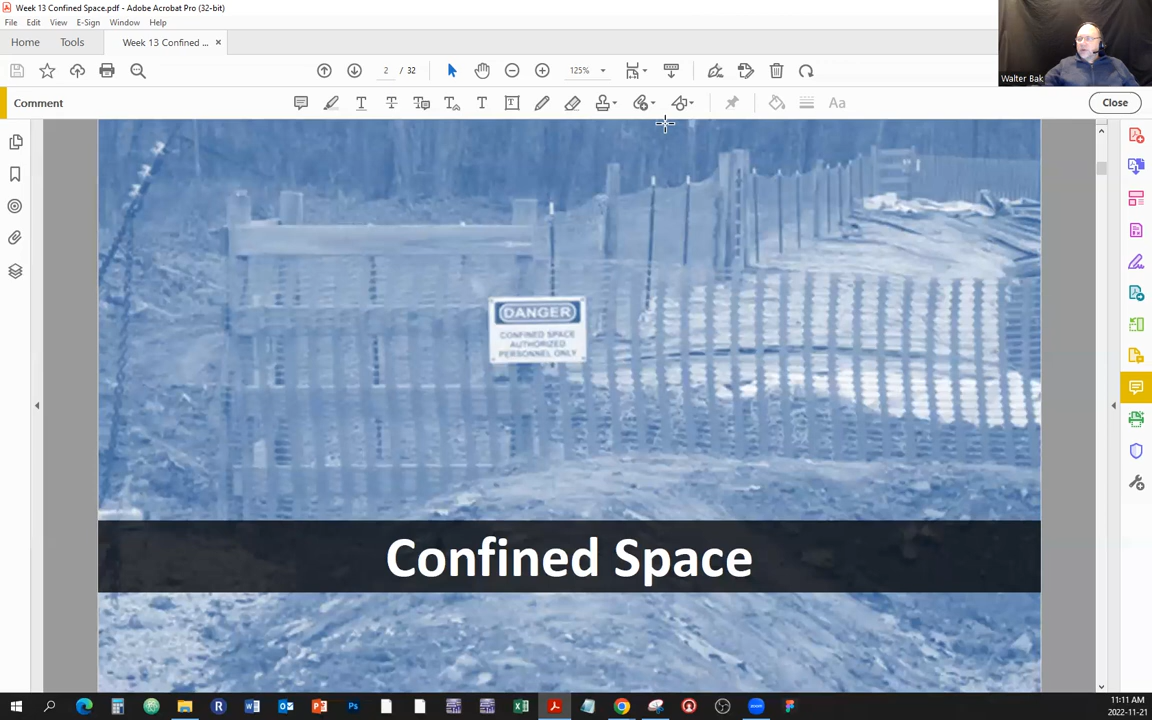 Week 13 Confined Space.pdf - Adobe Acrobat Pro (32-bit)
File Edit View E-Sign Window Help
Home Tools Week 13 Confined ... ×
2 / 32 125%
Walter Bak
Comment Aa Close
DANGER
CONFINED SPACE
AUTHORIZED
PERSONNEL ONLY
Confined Space
11:11 AM
2022-11-21